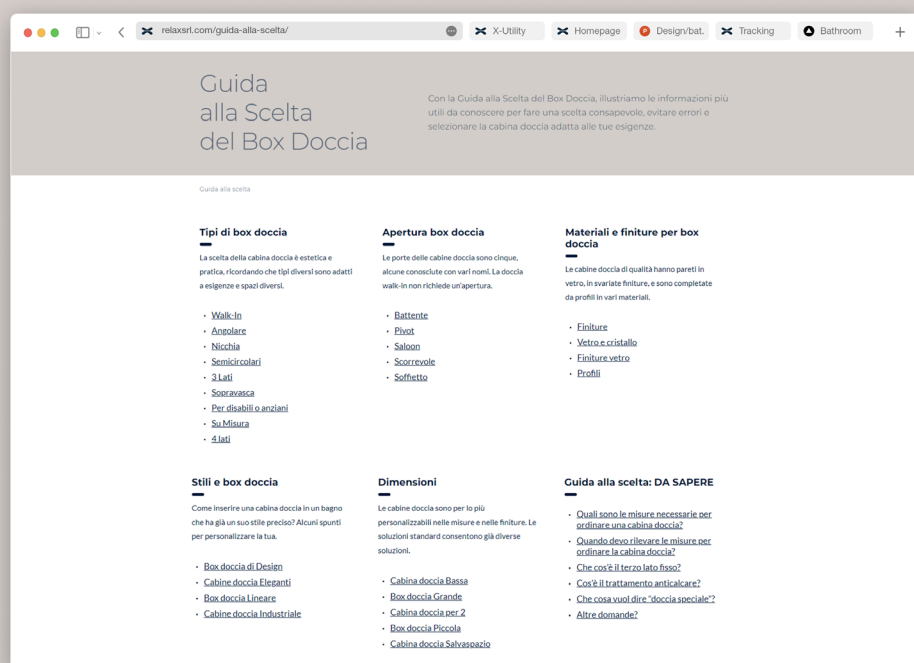 relaxsrl.com/guida-alla-scelta/
X-Utility
Homepage
P
Design/bat.
Tracking
Bathroom
Guida
alla Scelta
del Box Doccia
Con la Guida alla Scelta del Box Doccia, illustriamo le informazioni più
utili da conoscere per fare una scelta consapevole, evitare errori e
selezionare la cabina doccia adatta alle tue esigenze.
Guida alla scelta
Tipi di box doccia
La scelta della cabina doccia è estetica e
pratica, ricordando che tipi diversi sono adatti
a esigenze e spazi diversi.
Walk-In
Angolare
Nicchia
Semicircolari
3 Lati
Sopravasca
Per disabili o anziani
Su Misura
4 lati
Apertura box doccia
Le porte delle cabine doccia sono cinque,
alcune conosciute con vari nomi. La doccia
walk-in non richiede un'apertura.
Battente
Pivot
Saloon
Scorrevole
Soffietto
Materiali e finiture per box
doccia
Le cabine doccia di qualità hanno pareti in
vetro, in svariate finiture, e sono completate
da profili in vari materiali.
Finiture
Vetro e cristallo
Finiture vetro
Profili
Stili e box doccia
Come inserire una cabina doccia in un bagno
che ha già un suo stile preciso? Alcuni spunti
per personalizzare la tua.
Box doccia di Design
Cabine doccia Eleganti
Box doccia Lineare
Cabine doccia Industriale
Dimensioni
Le cabine doccia sono per lo più
personalizzabili nelle misure e nelle finiture. Le
soluzioni standard consentono già diverse
soluzioni.
Cabina doccia Bassa
Box doccia Grande
Cabina doccia per 2
Box doccia Piccola
Cabina doccia Salvaspazio
Guida alla scelta: DA SAPERE
Quali sono le misure necessarie per
ordinare una cabina doccia?
Quando devo rilevare le misure per
ordinare la cabina doccia?
Che cos'è il terzo lato fisso?
Cos'è il trattamento anticalcare?
Che cosa vuol dire "doccia speciale"?
Altre domande?